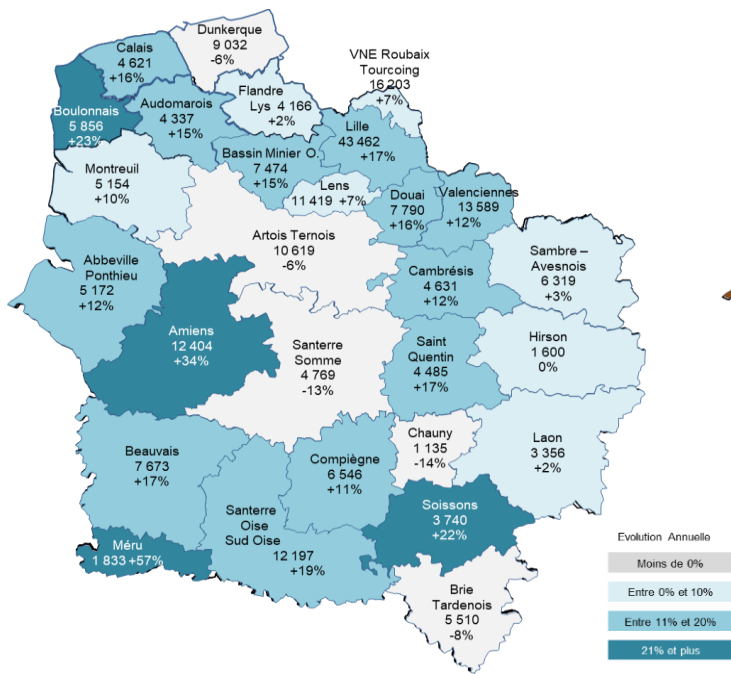 Dunkerque
9 032
-6%
Calais
4 621
+16%
VNE Roubaix
Tourcoing
16 203
+7%
Boulonnais
5 856
+23%
Audomarois
4 337
+15%
Flandre
Lys 4 166
+2%
Lille
43 462
+17%
Bassin Minier O.
7 474
+15%
Montreuil
5 154
+10%
Lens
11 419 +7%
Douai
7 790
+16%
Valenciennes
13 589
+12%
Artois Ternois
10 619
-6%
Sambre –
Avesnois
6 319
+3%
Abbeville
Ponthieu
5 172
+12%
Cambrésis
4 631
+12%
Amiens
12 404
+34%
Santerre
Somme
4 769
-13%
Saint
Quentin
4 485
+17%
Hirson
1 600
0%
Beauvais
7 673
+17%
Compiègne
6 546
+11%
Chauny
1 135
-14%
Laon
3 356
+2%
Santerre
Oise
Sud Oise
12 197
+19%
Soissons
3 740
+22%
Méru
1 833 +57%
Brie
Tardenois
5 510
-8%
Evolution Annuelle
Moins de 0%
Entre 0% et 10%
Entre 11% et 20%
21% et plus